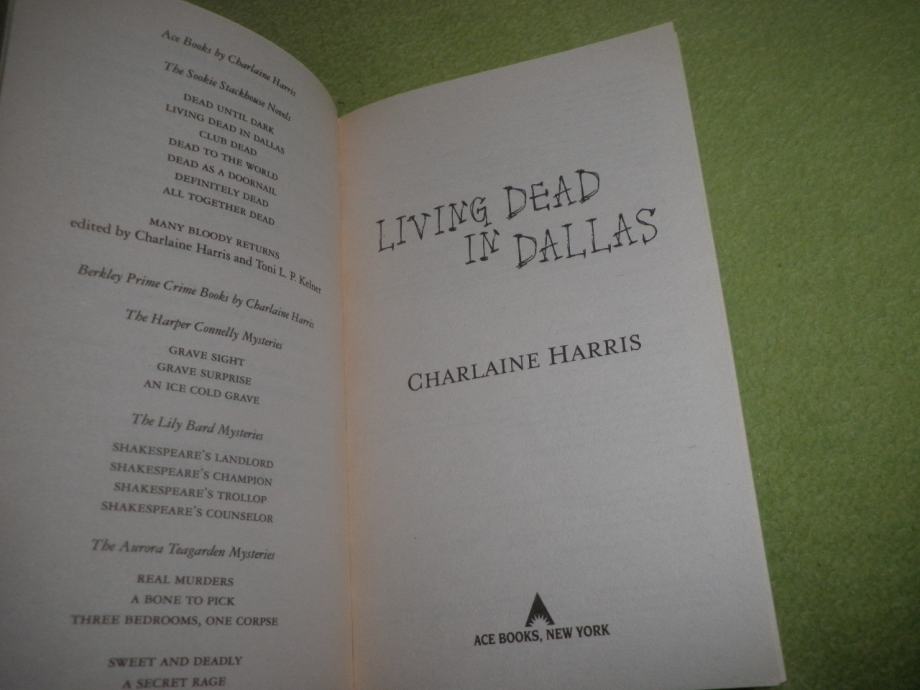 Ace Books by Charlaine Harris
The Sookie Stackhouse Novels
DEAD UNTIL DARK
LIVING DEAD IN DALLAS
CLUB DEAD
DEAD TO THE WORLD
DEAD AS A DOORNAIL
DEFINITELY DEAD
ALL TOGETHER DEAD
MANY BLOODY RETURNS
edited by Charlaine Harris and Toni L. P. Kelner
Berkley Prime Crime Books by Charlaine Harris
The Harper Connelly Mysteries
GRAVE SIGHT
GRAVE SURPRISE
AN ICE COLD GRAVE
The Lily Bard Mysteries
SHAKESPEARE'S LANDLORD
SHAKESPEARE'S CHAMPION
SHAKESPEARE'S TROLLOP
SHAKESPEARE'S COUNSELOR
The Aurora Teagarden Mysteries
REAL MURDERS
A BONE TO PICK
THREE BEDROOMS, ONE CORPSE
SWEET AND DEADLY
A SECRET RAGE
LIVING DEAD
IN DALLAS
CHARLAINE HARRIS
ACE BOOKS, NEW YORK